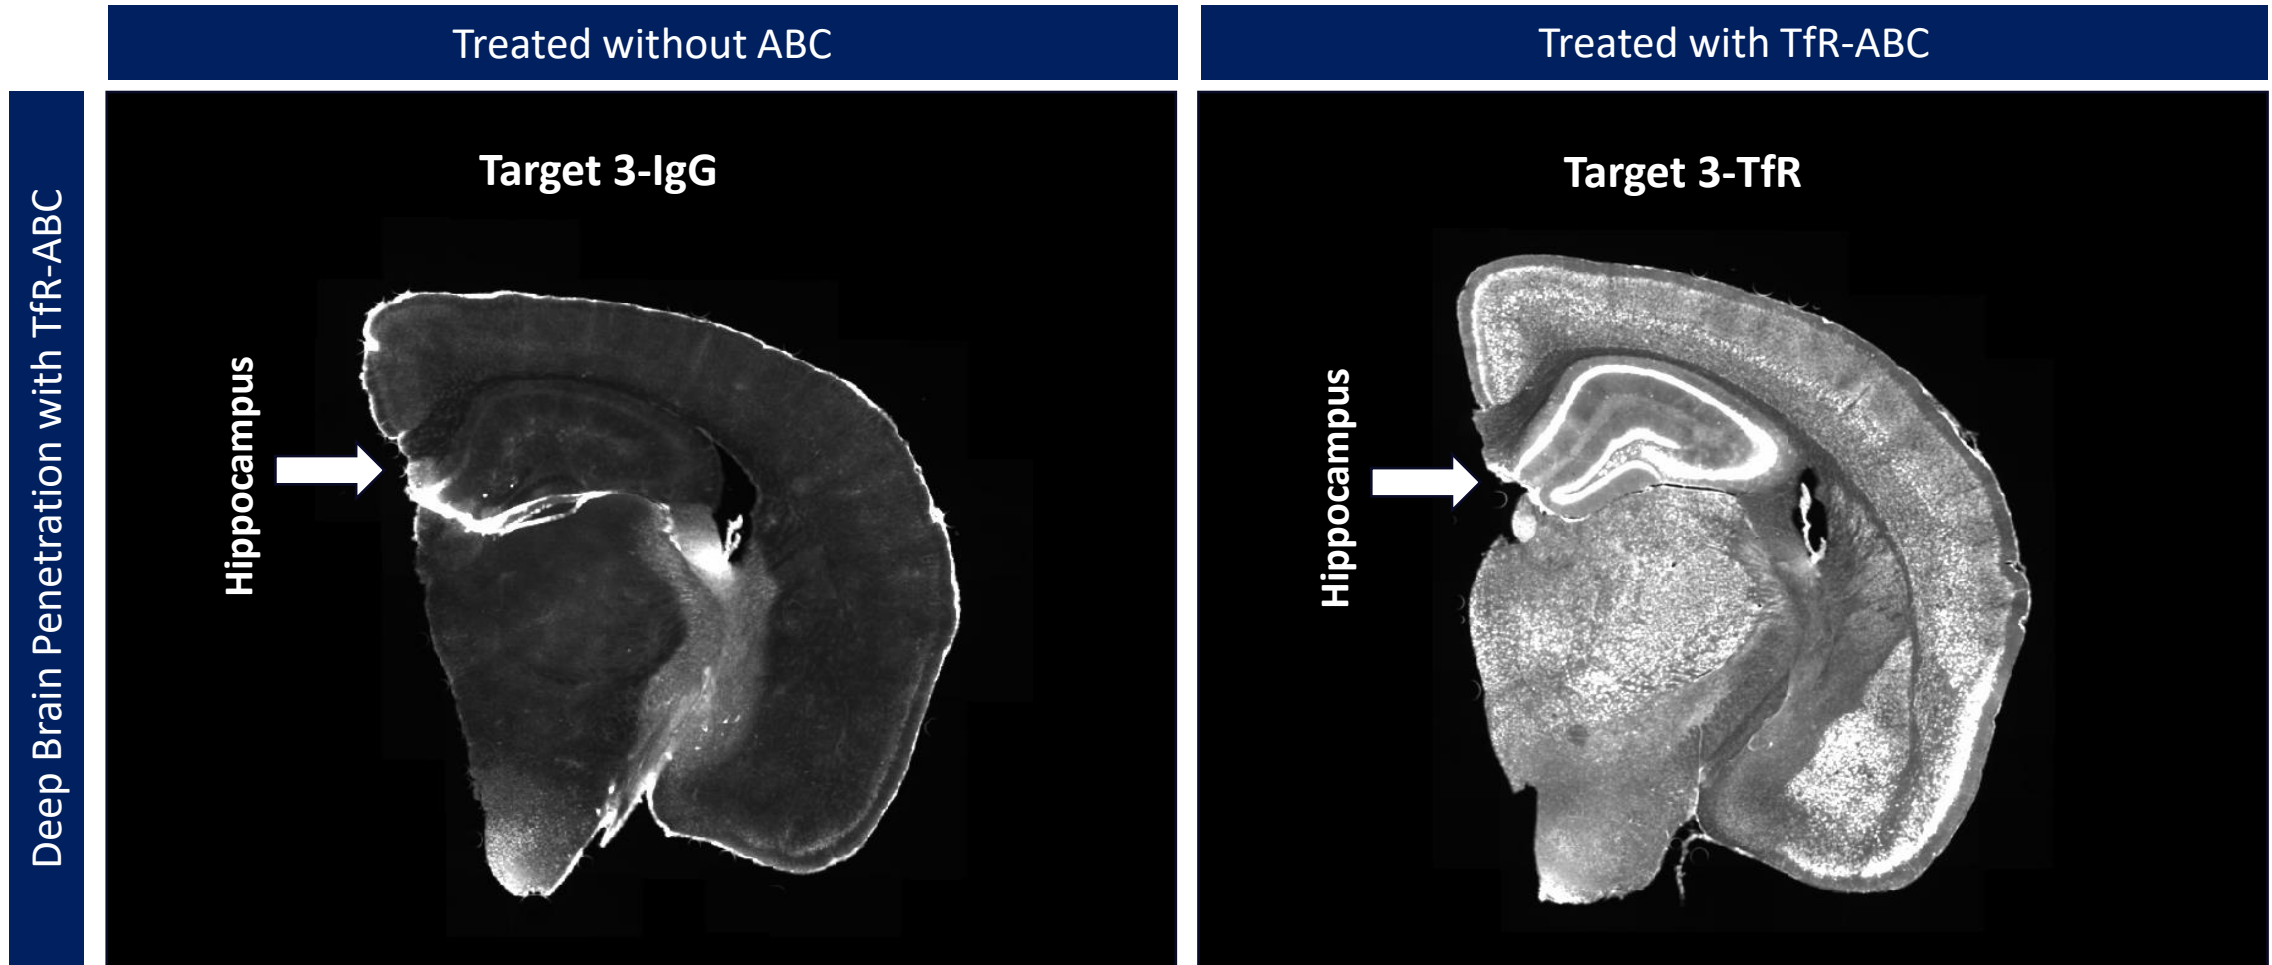 Treated without ABC
Treated with TfR-ABC
Deep Brain Penetration with TfR-ABC
Target 3-IgG
Hippocampus
Target 3-TfR
Hippocampus